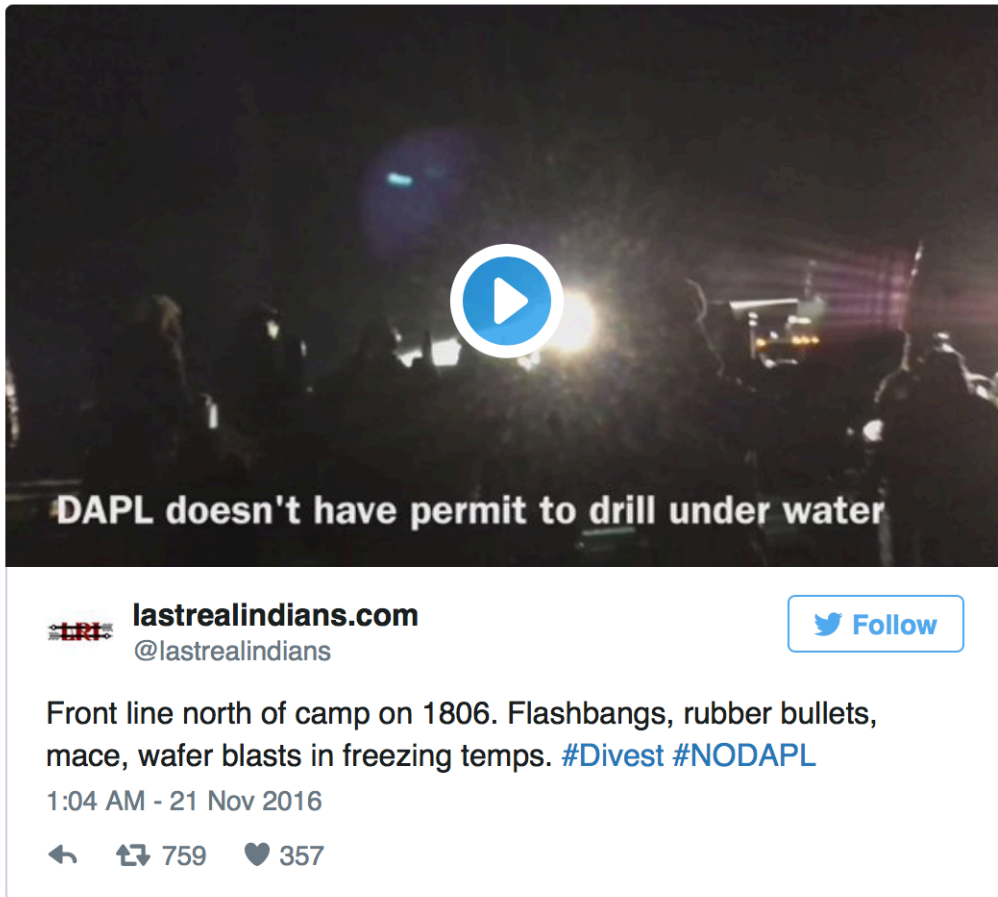 DAPL doesn't have permit to drill under water
LRI
lastrealindians.com
Follow
@lastrealindians
Front line north of camp on 1806. Flashbangs, rubber bullets,
mace, wafer blasts in freezing temps. #Divest #NODAPL
1:04 AM - 21 Nov 2016
759 357